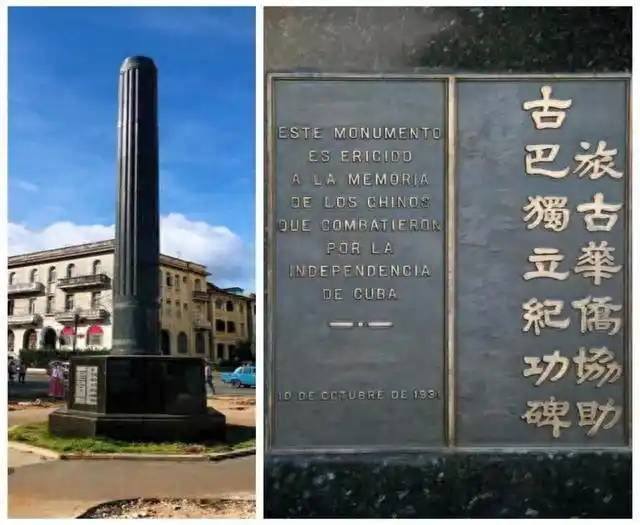 ESTE MONUMENTO
ES ERICIDO
A LA MEMORIA
DE LOS CHINOS
QUE COMBATIERON
POR LA
INDEPENDENCIA
DE CUBA
10 DE OCTUBRE DE 1931
旅古華僑協助
古巴獨立紀功碑